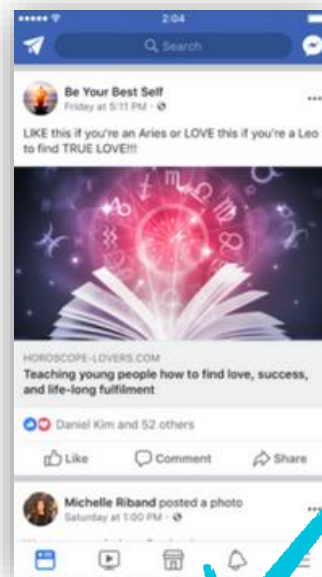 2:04
Search
Be Your Best Self
Friday at 5:11 PM ·
LIKE this if you're an Aries or LOVE this if you're a Leo
to find TRUE LOVE!!!
HOROSCOPE-LOVERS.COM
Teaching young people how to find love, success,
and life-long fulfilment
Daniel Kim and 52 others
Like Comment Share
Michelle Riband posted a photo
Saturday at 1:00 PM ·